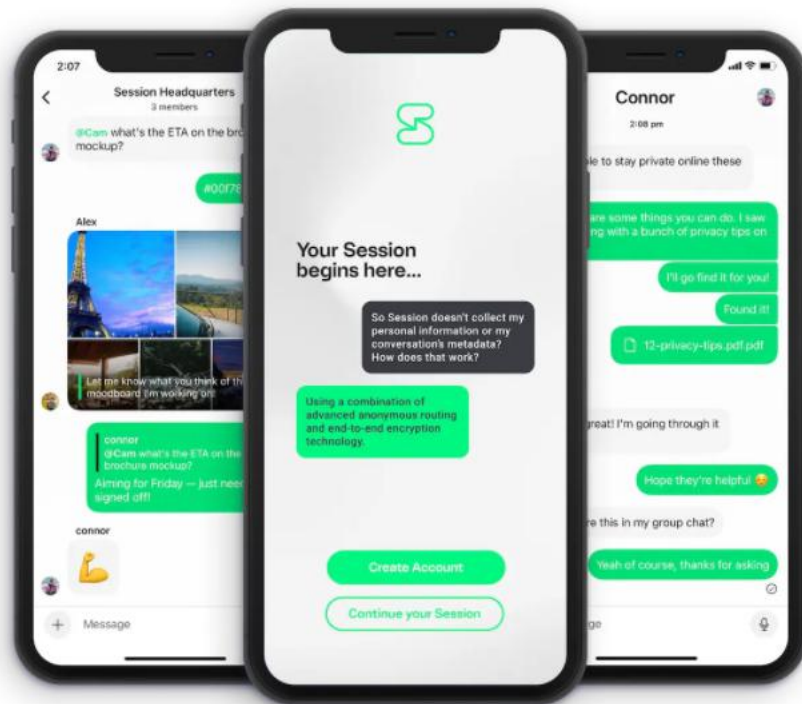 2:07
Session Headquarters
3 members
@Cam what's the ETA on the
mockup?
#00f78
Alex
Let me know what you think of
moodboard I'm working on!
connor
@Cam what's the ETA on the
brochure mockup?
Aiming for Friday — just
signed off!
connor
Message
Your Session
begins here...
So Session doesn't collect my
personal information or my
conversation's metadata?
How does that work?
Using a combination of
advanced anonymous routing
and end-to-end encryption
technology.
Create Account
Continue your Session
Connor
2:08 pm
to stay private online these
are some things you can do. I saw
with a bunch of privacy tips on
I'll go find it for you!
Found it!
12-privacy-tips.pdf.pdf
great! I'm going through it
Hope they're helpful 😊
this in my group chat?
Yeah of course, thanks for asking